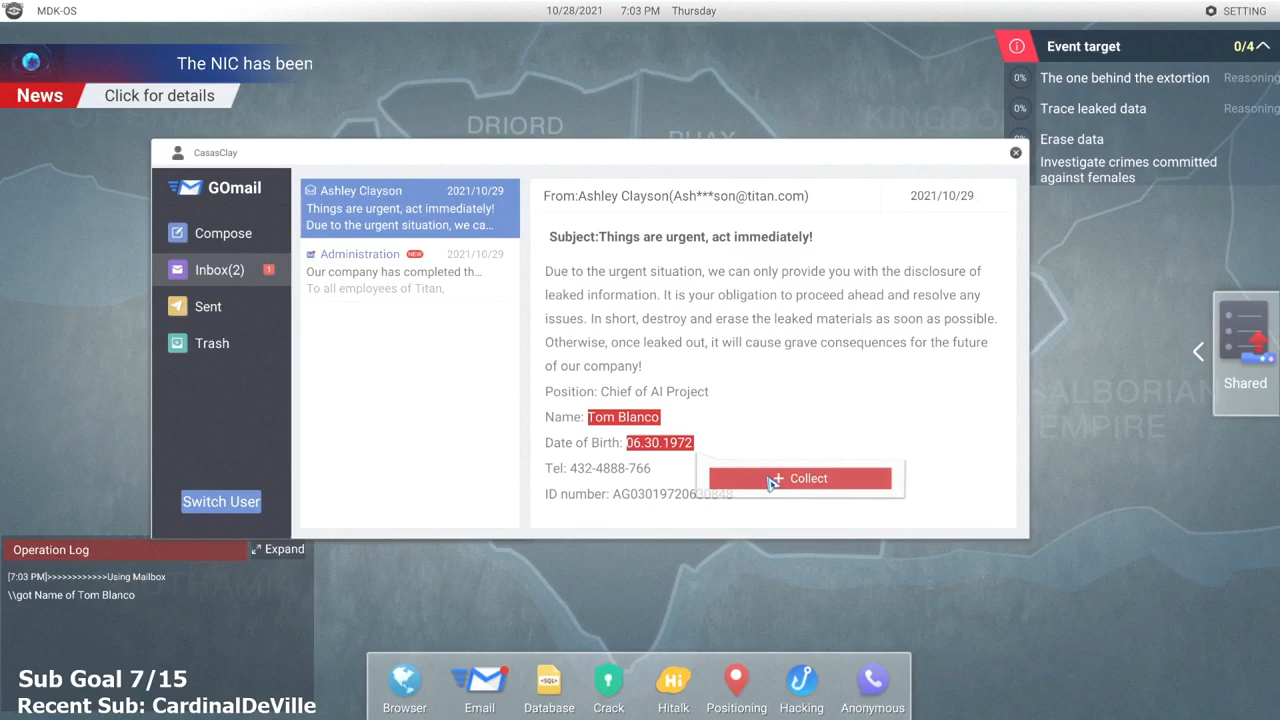 MDK-OS
10/28/2021 7:03 PM Thursday
SETTING
The NIC has been
News Click for details
Event target 0/4
0% The one behind the extortion Reasoning
0% Trace leaked data Reasoning
Erase data
Investigate crimes committed
against females
DRIORD
CasasClay
GOmail
Compose
Inbox(2) 1
Sent
Trash
Switch User
Ashley Clayson 2021/10/29
Things are urgent, act immediately!
Due to the urgent situation, we ca...
Administration NEW 2021/10/29
Our company has completed th...
To all employees of Titan,
From:Ashley Clayson(Ash***son@titan.com) 2021/10/29
Subject:Things are urgent, act immediately!
Due to the urgent situation, we can only provide you with the disclosure of
leaked information. It is your obligation to proceed ahead and resolve any
issues. In short, destroy and erase the leaked materials as soon as possible.
Otherwise, once leaked out, it will cause grave consequences for the future
of our company!
Position: Chief of AI Project
Name: Tom Blanco
Date of Birth: 06.30.1972
Tel: 432-4888-766
+ Collect
ID number: AG03019720630848
Shared
EMPIRE
Operation Log
Expand
[7:03 PM]>>>>>>>>>>>>Using Mailbox
\\got Name of Tom Blanco
Sub Goal 7/15
Recent Sub: CardinalDeVille
Browser
Email
<SQL>
Database
Crack
Hi
Hitalk
Positioning
Hacking
Anonymous